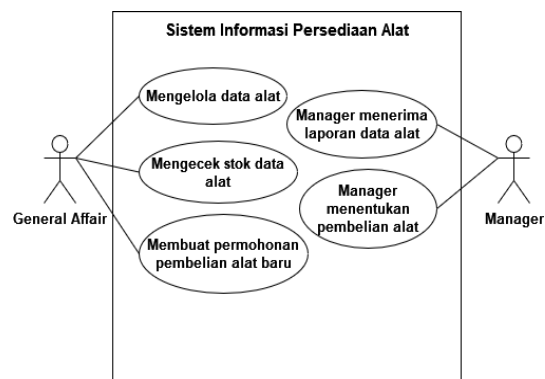 Sistem Informasi Persediaan Alat
Mengelola data alat
Manager menerima
laporan data alat
Mengecek stok data
alat
Manager
menentukan
pembelian alat
General Affair
Manager
Membuat permohonan
pembelian alat baru